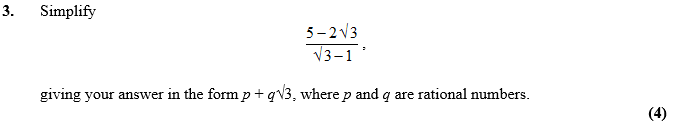 3. Simplify
5 – 2√3
√3 – 1 ,
giving your answer in the form p + q√3, where p and q are rational numbers.
(4)